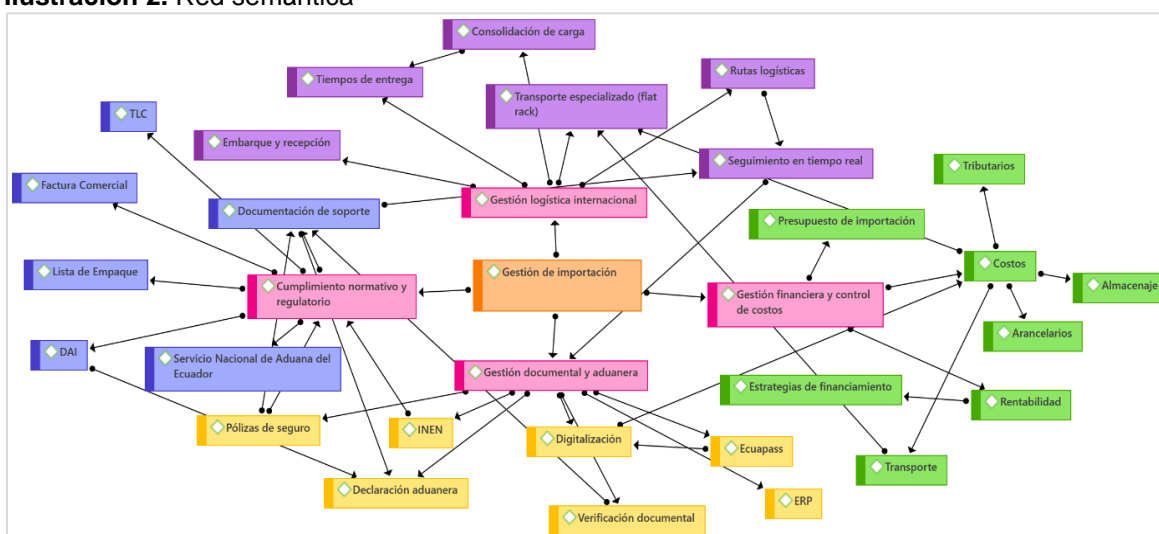 Ilustración 2. Red semántica
Consolidación de carga
Tiempos de entrega
Rutas logísticas
Transporte especializado (flat
rack)
TLC
Embarque y recepción
Seguimiento en tiempo real
Tributarios
Factura Comercial
Documentación de soporte
Gestión logística internacional
Presupuesto de importación
Lista de Empaque
Cumplimiento normativo y
regulatorio
Gestión de importación
Gestión financiera y control
de costos
Costos
Almacenaje
Arancelarios
DAI
Servicio Nacional de Aduana del
Ecuador
Gestión documental y aduanera
Estrategias de financiamiento
Rentabilidad
Pólizas de seguro
INEN
Digitalización
Ecuapass
Transporte
Declaración aduanera
ERP
Verificación documental